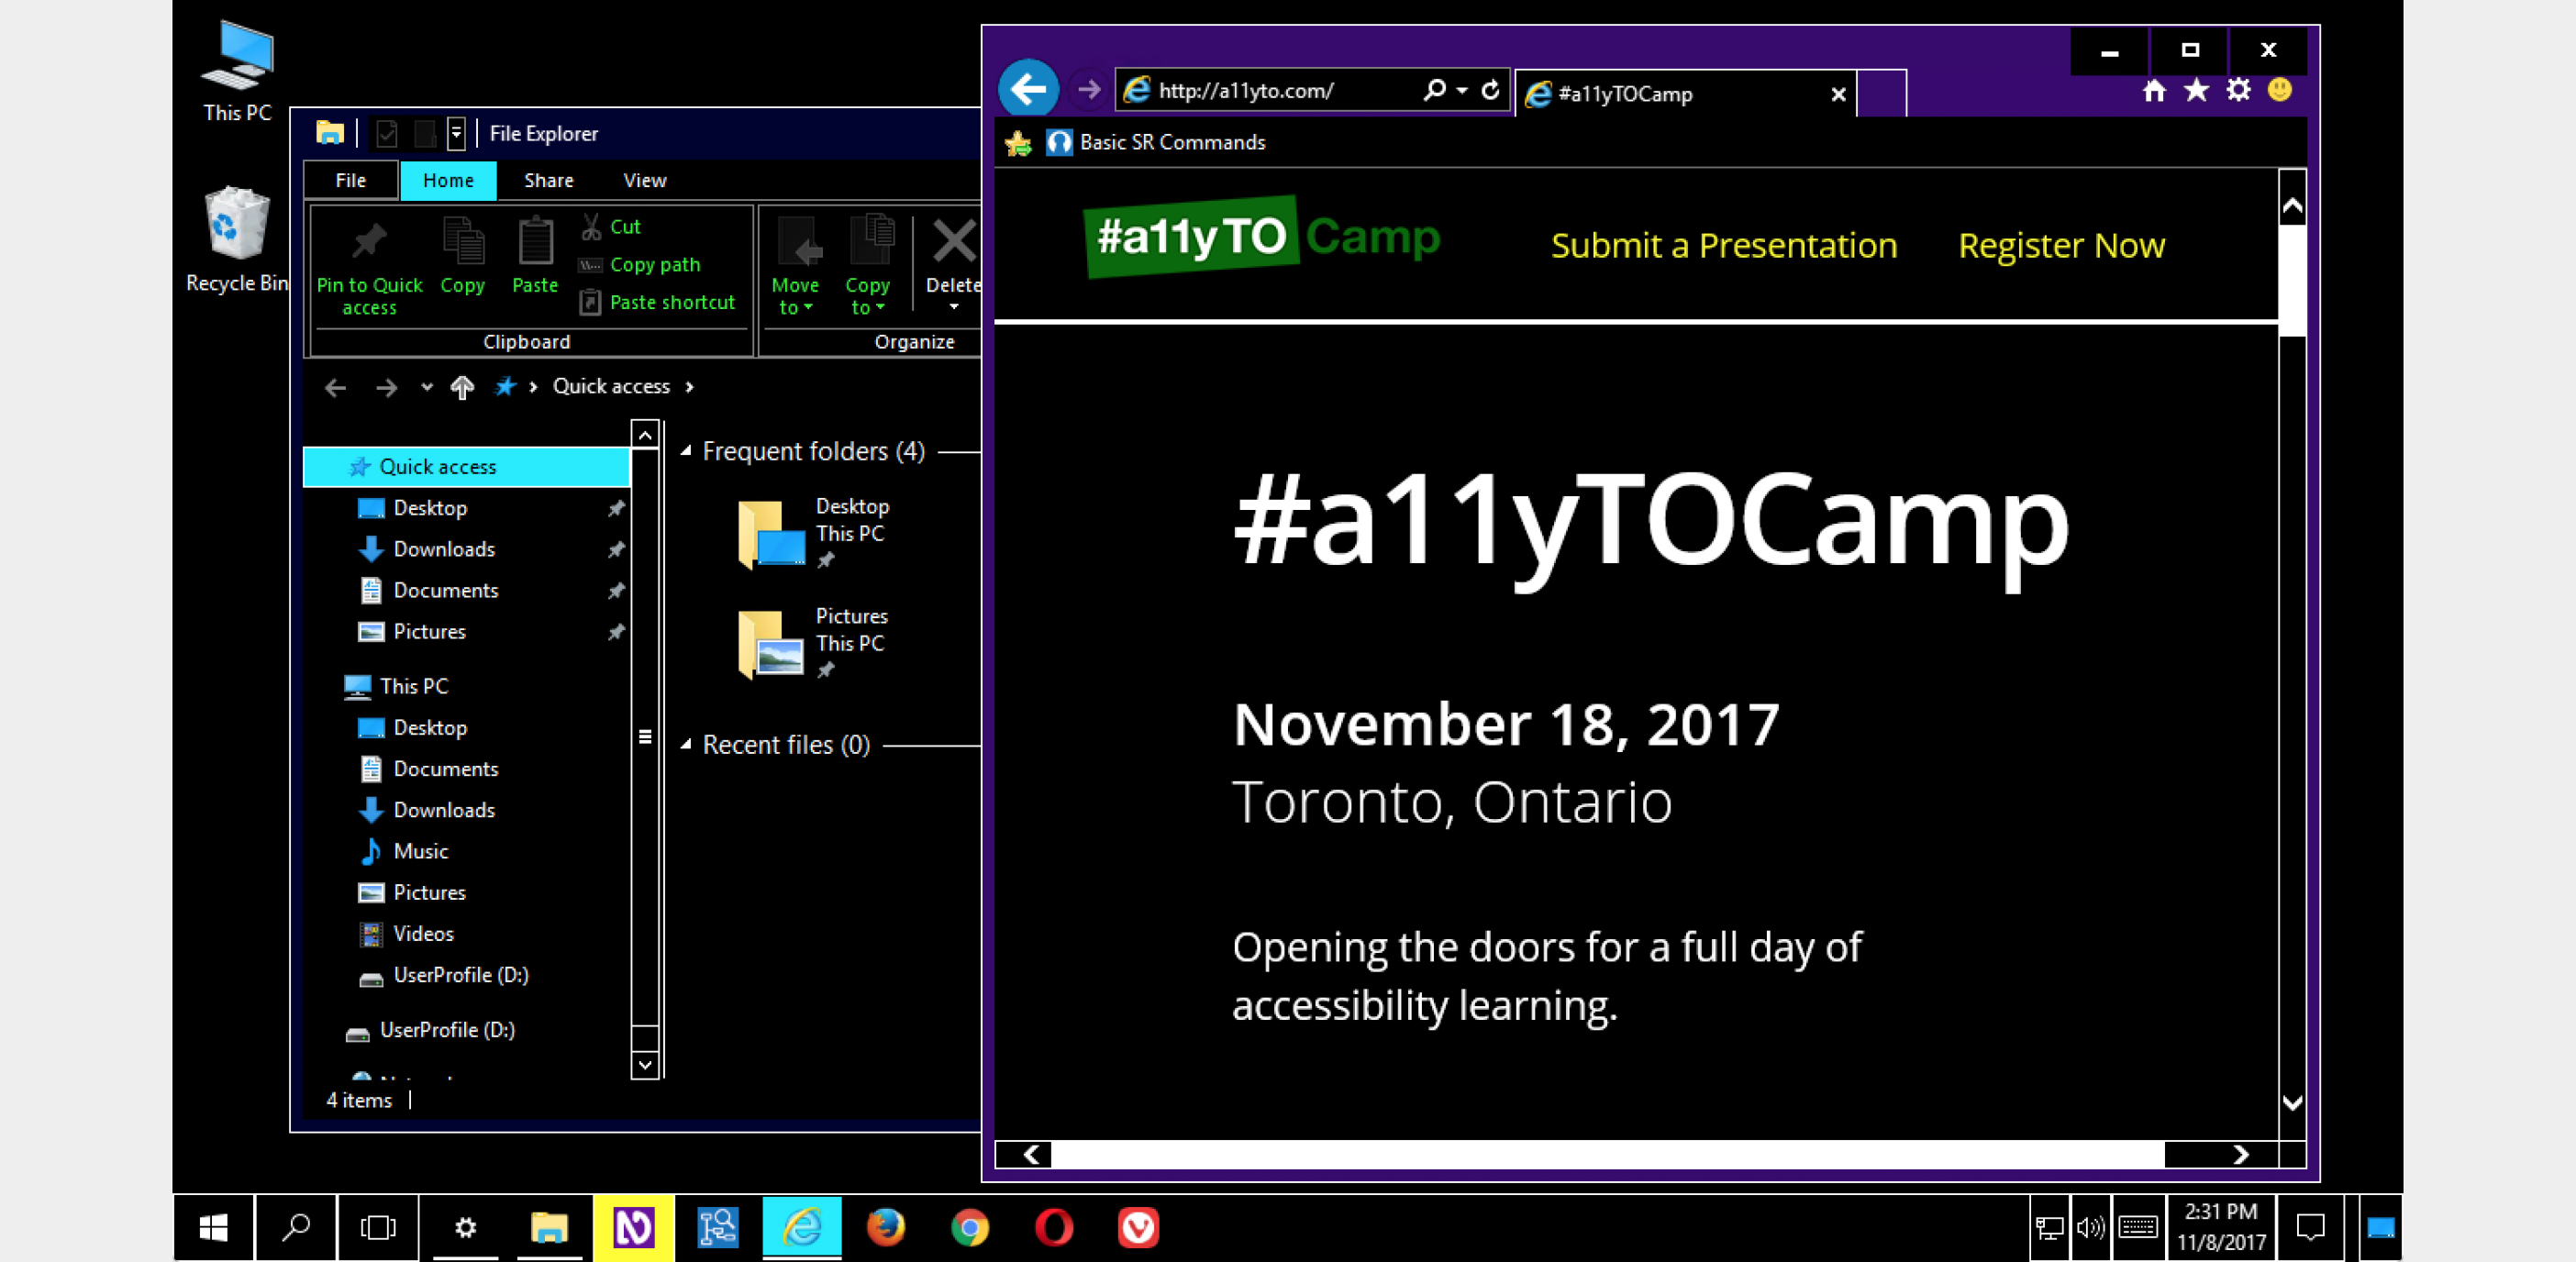 This PC
Recycle Bin
File Explorer
File
Home
Share
View
Pin to Quick
access
Copy
Paste
Cut
Copy path
Paste shortcut
Clipboard
Move
to
Copy
to
Delete
Organize
Quick access
Quick access
Desktop
Downloads
Documents
Pictures
This PC
Desktop
Documents
Downloads
Music
Pictures
Videos
UserProfile (D:)
UserProfile (D:)
4 items
Frequent folders (4)
Desktop
This PC
Pictures
This PC
Recent files (0)
http://a11yto.com/
#a11yTOCamp
Basic SR Commands
#a11yTO Camp
Submit a Presentation
Register Now
#a11yTOCamp
November 18, 2017
Toronto, Ontario
Opening the doors for a full day of
accessibility learning.
2:31 PM
11/8/2017